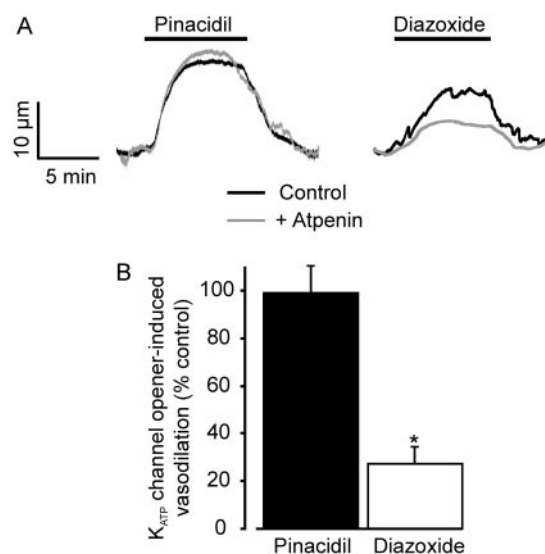 A
Pinacidil
Diazoxide
10 µm
5 min
Control
+ Atpenin
B
K_ATP channel opener-induced
vasodilation (% control)
100
80
60
40
20
0
*
Pinacidil
Diazoxide